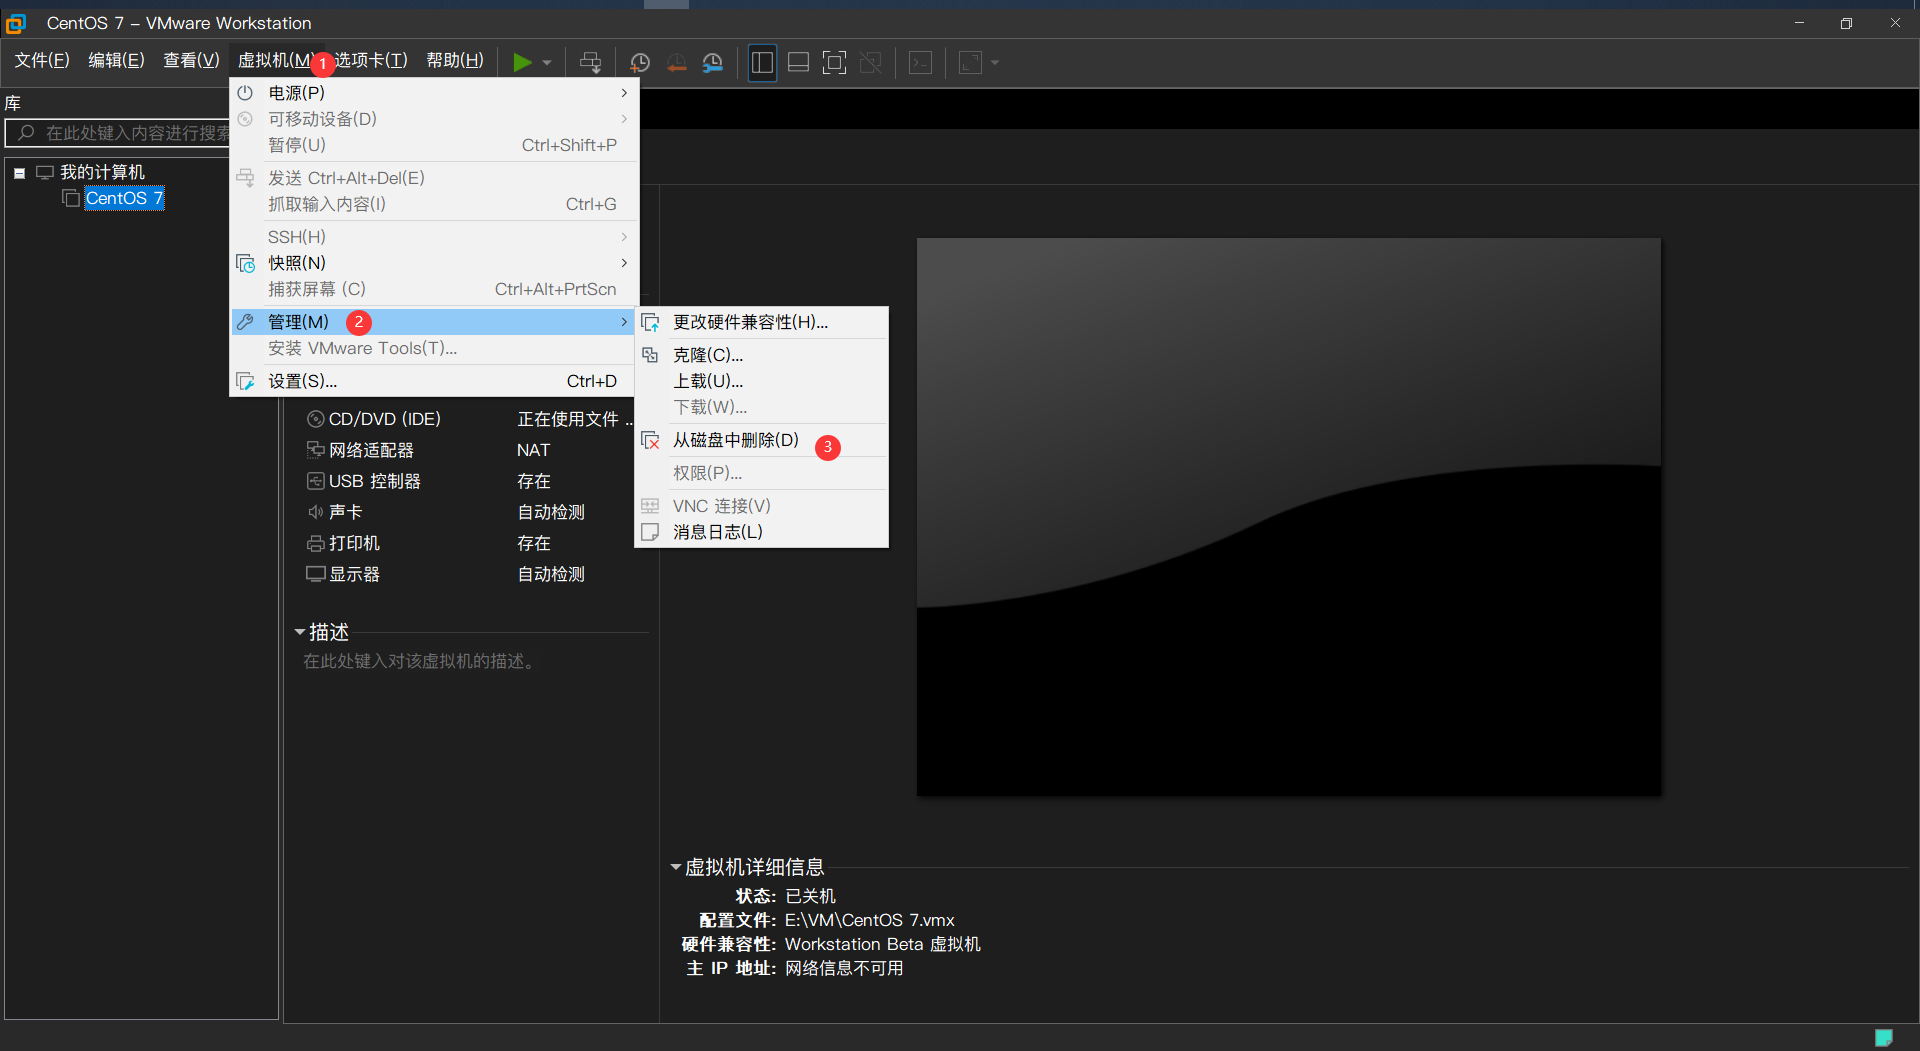 CentOS 7 – VMware Workstation
文件(F) 编辑(E) 查看(V) 虚拟机(M) 1 选项卡(T) 帮助(H)
库
在此处键入内容进行搜索
我的计算机
CentOS 7
电源(P)
可移动设备(D)
暂停(U) Ctrl+Shift+P
发送 Ctrl+Alt+Del(E)
抓取输入内容(I) Ctrl+G
SSH(H)
快照(N)
捕获屏幕 (C) Ctrl+Alt+PrtScn
管理(M) 2
安装 VMware Tools(T)...
设置(S)... Ctrl+D
更改硬件兼容性(H)...
克隆(C)...
上载(U)...
下载(W)...
从磁盘中删除(D) 3
权限(P)...
VNC 连接(V)
消息日志(L)
CD/DVD (IDE) 正在使用文件 ..
网络适配器 NAT
USB 控制器 存在
声卡 自动检测
打印机 存在
显示器 自动检测
描述
在此处键入对该虚拟机的描述。
虚拟机详细信息
状态: 已关机
配置文件: E:\VM\CentOS 7.vmx
硬件兼容性: Workstation Beta 虚拟机
主 IP 地址: 网络信息不可用